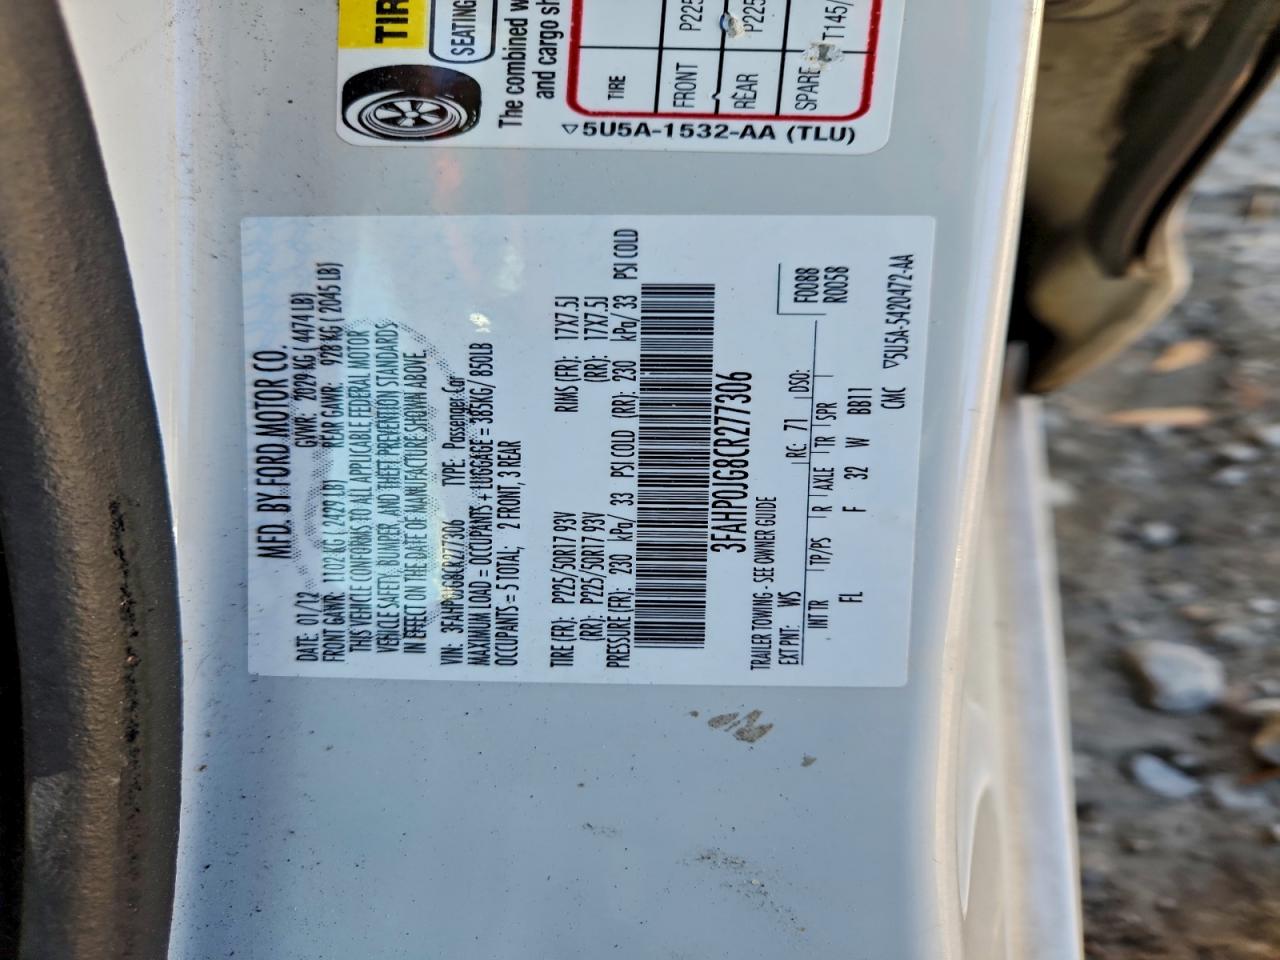 TIR
SEATING
The combined w
and cargo sh
TIRE
FRONT P225
REAR P225
SPARE T145/
▽5U5A-1532-AA (TLU)
MFD. BY FORD MOTOR CO.
DATE: 01/12 GVWR: 2029 KG ( 4474 LB)
FRONT GAWR: 1102 KG ( 2429 LB) REAR GAWR: 928 KG ( 2045 LB)
THIS VEHICLE CONFORMS TO ALL APPLICABLE FEDERAL MOTOR
VEHICLE SAFETY, BUMPER, AND THEFT PREVENTION STANDARDS
IN EFFECT ON THE DATE OF MANUFACTURE SHOWN ABOVE.
VIN: 3FAHP0JG8CR277306 TYPE: Passenger Car
MAXIMUM LOAD = OCCUPANTS + LUGGAGE = 385KG/ 850LB
OCCUPANTS = 5 TOTAL, 2 FRONT, 3 REAR
TIRE (FR): P225/50R17 93V RIMS (FR): 17X7.5J
(RR): P225/50R17 93V (RR): 17X7.5J
PRESSURE (FR): 230 kPa/ 33 PSI COLD (RR): 230 kPa/ 33 PSI COLD
3FAHP0JG8CR277306
TRAILER TOWING - SEE OWNER GUIDE
EXT PNT: WS RC: 71 DSO: F0088
INT TR TP/PS R AXLE TR SPR R0058
FL F 32 W BB11
CMC ▽5U5A-5420472-AA